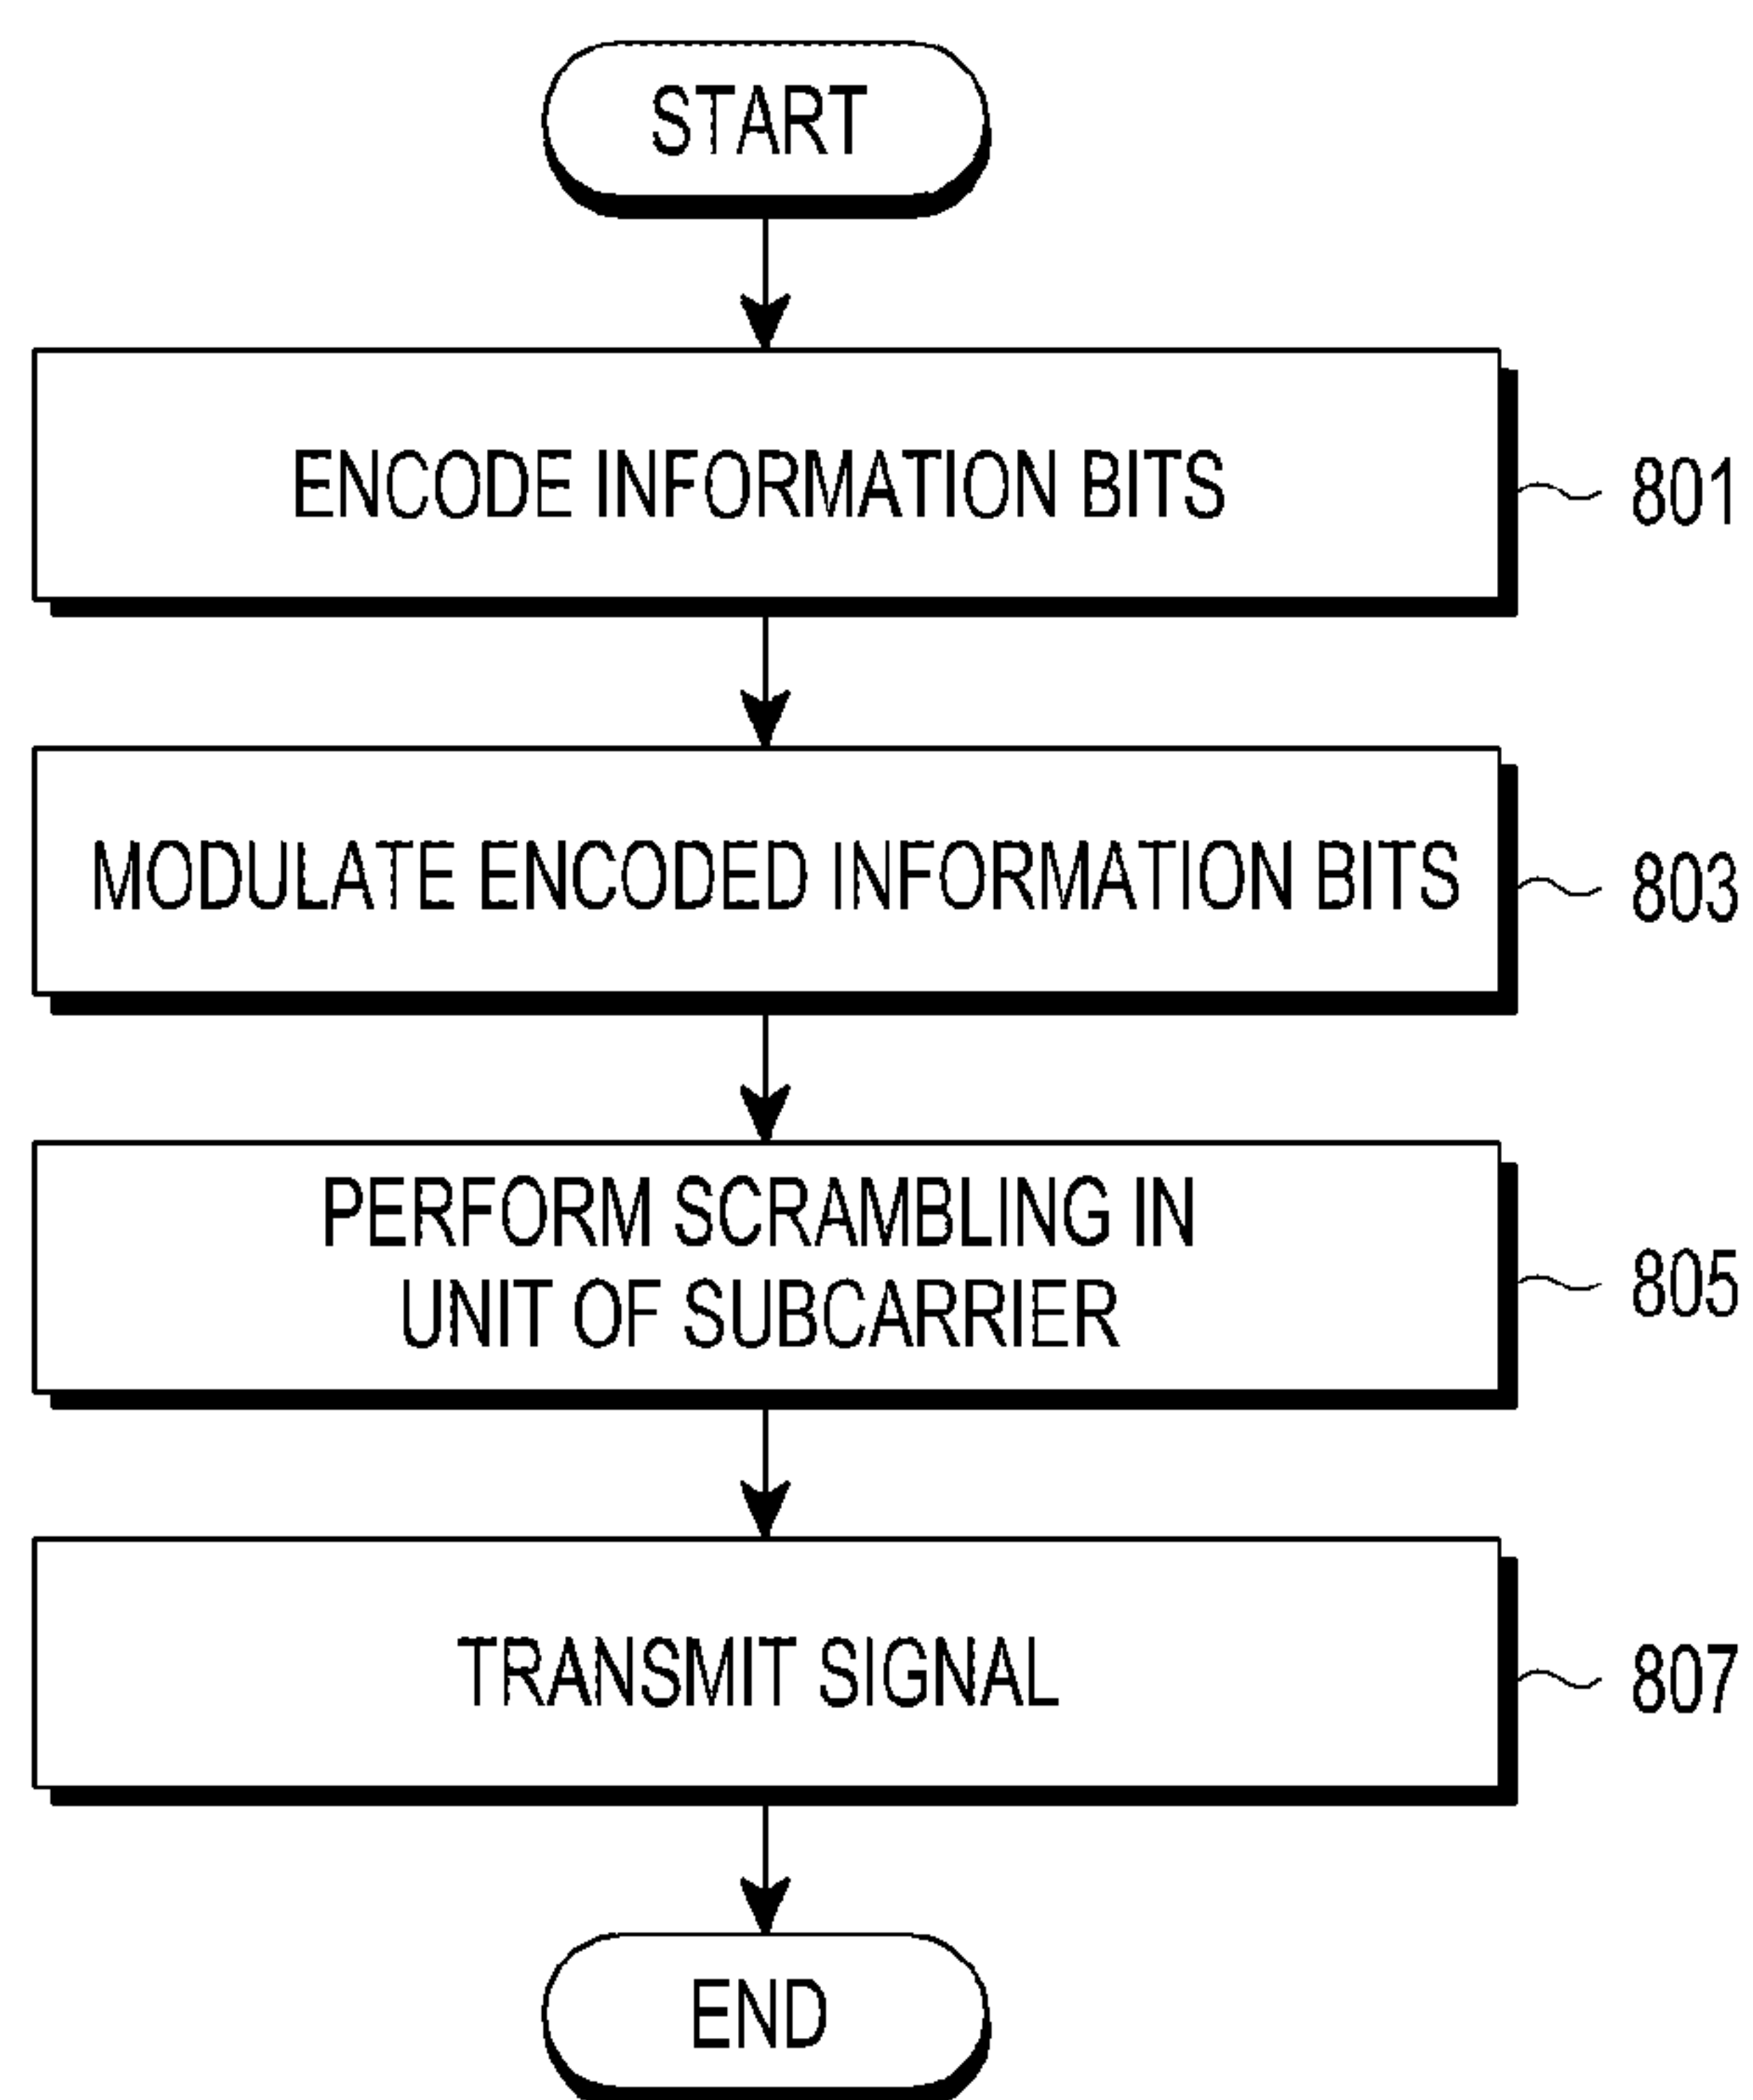 START
ENCODE INFORMATION BITS
801
MODULATE ENCODED INFORMATION BITS
803
PERFORM SCRAMBLING IN
UNIT OF SUBCARRIER
805
TRANSMIT SIGNAL
807
END